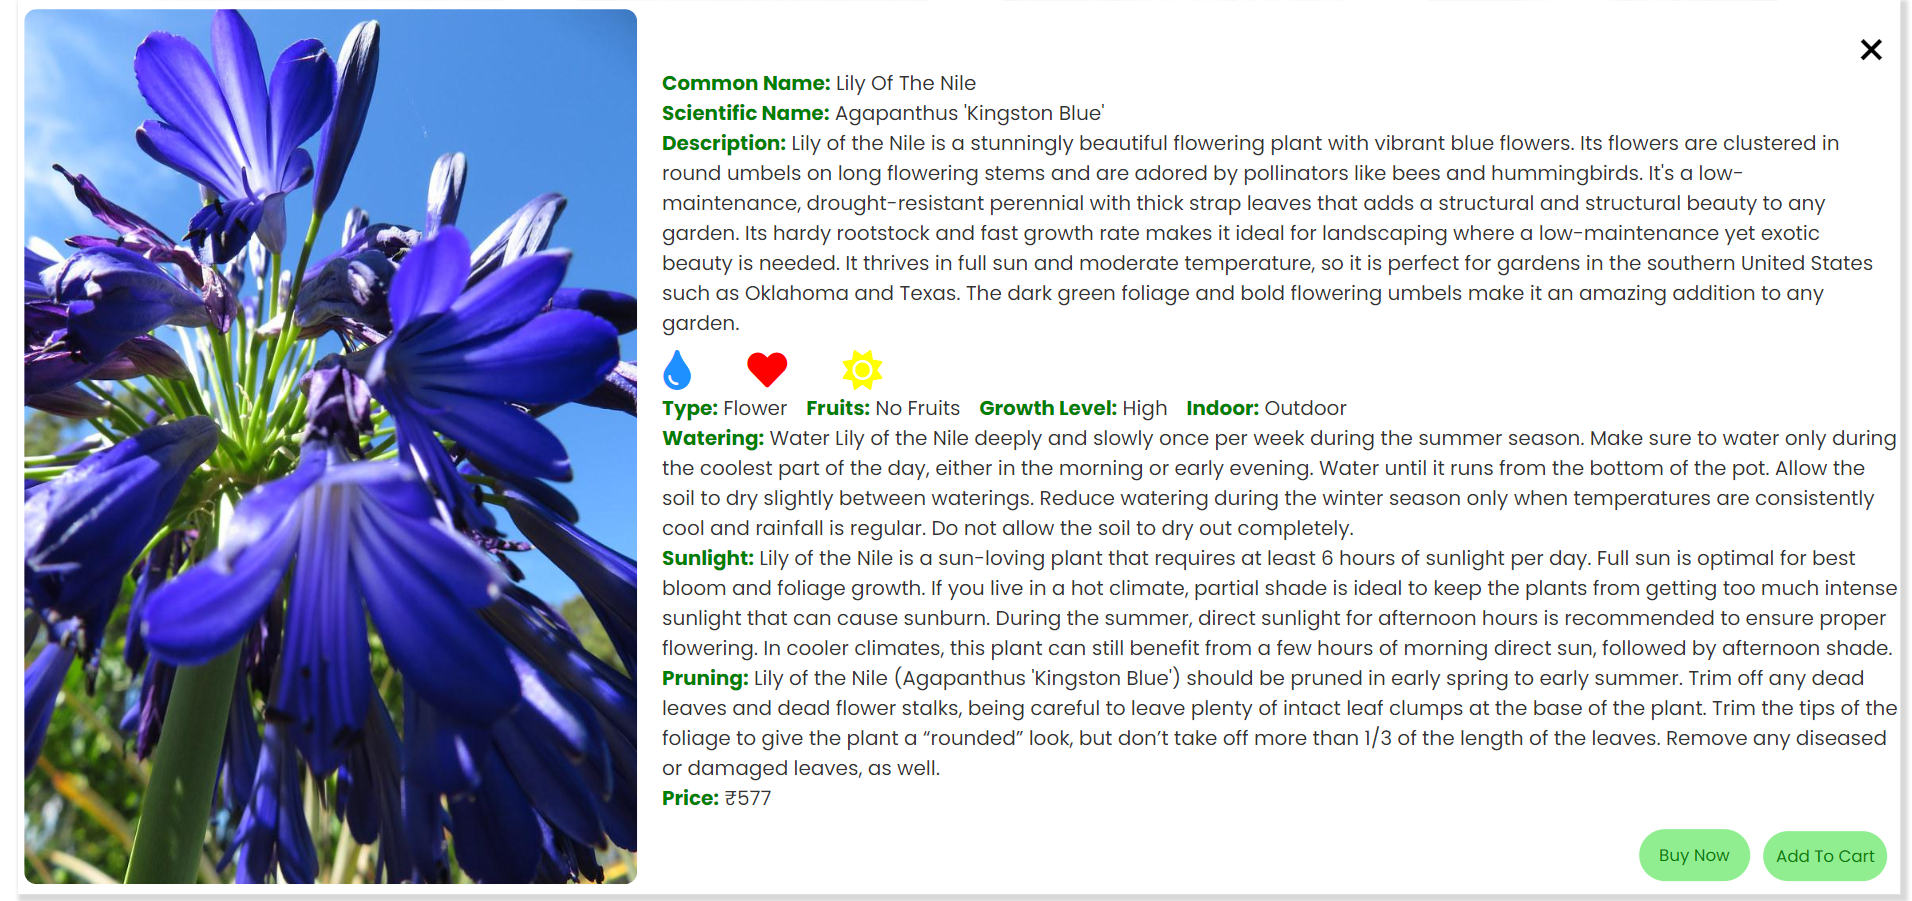 Common Name: Lily Of The Nile
Scientific Name: Agapanthus 'Kingston Blue'
Description: Lily of the Nile is a stunningly beautiful flowering plant with vibrant blue flowers. Its flowers are clustered in
round umbels on long flowering stems and are adored by pollinators like bees and hummingbirds. It's a low-
maintenance, drought-resistant perennial with thick strap leaves that adds a structural and structural beauty to any
garden. Its hardy rootstock and fast growth rate makes it ideal for landscaping where a low-maintenance yet exotic
beauty is needed. It thrives in full sun and moderate temperature, so it is perfect for gardens in the southern United States
such as Oklahoma and Texas. The dark green foliage and bold flowering umbels make it an amazing addition to any
garden.
Type: Flower Fruits: No Fruits Growth Level: High Indoor: Outdoor
Watering: Water Lily of the Nile deeply and slowly once per week during the summer season. Make sure to water only during
the coolest part of the day, either in the morning or early evening. Water until it runs from the bottom of the pot. Allow the
soil to dry slightly between waterings. Reduce watering during the winter season only when temperatures are consistently
cool and rainfall is regular. Do not allow the soil to dry out completely.
Sunlight: Lily of the Nile is a sun-loving plant that requires at least 6 hours of sunlight per day. Full sun is optimal for best
bloom and foliage growth. If you live in a hot climate, partial shade is ideal to keep the plants from getting too much intense
sunlight that can cause sunburn. During the summer, direct sunlight for afternoon hours is recommended to ensure proper
flowering. In cooler climates, this plant can still benefit from a few hours of morning direct sun, followed by afternoon shade.
Pruning: Lily of the Nile (Agapanthus 'Kingston Blue') should be pruned in early spring to early summer. Trim off any dead
leaves and dead flower stalks, being careful to leave plenty of intact leaf clumps at the base of the plant. Trim the tips of the
foliage to give the plant a “rounded” look, but don’t take off more than 1/3 of the length of the leaves. Remove any diseased
or damaged leaves, as well.
Price: ₹577
Buy Now
Add To Cart